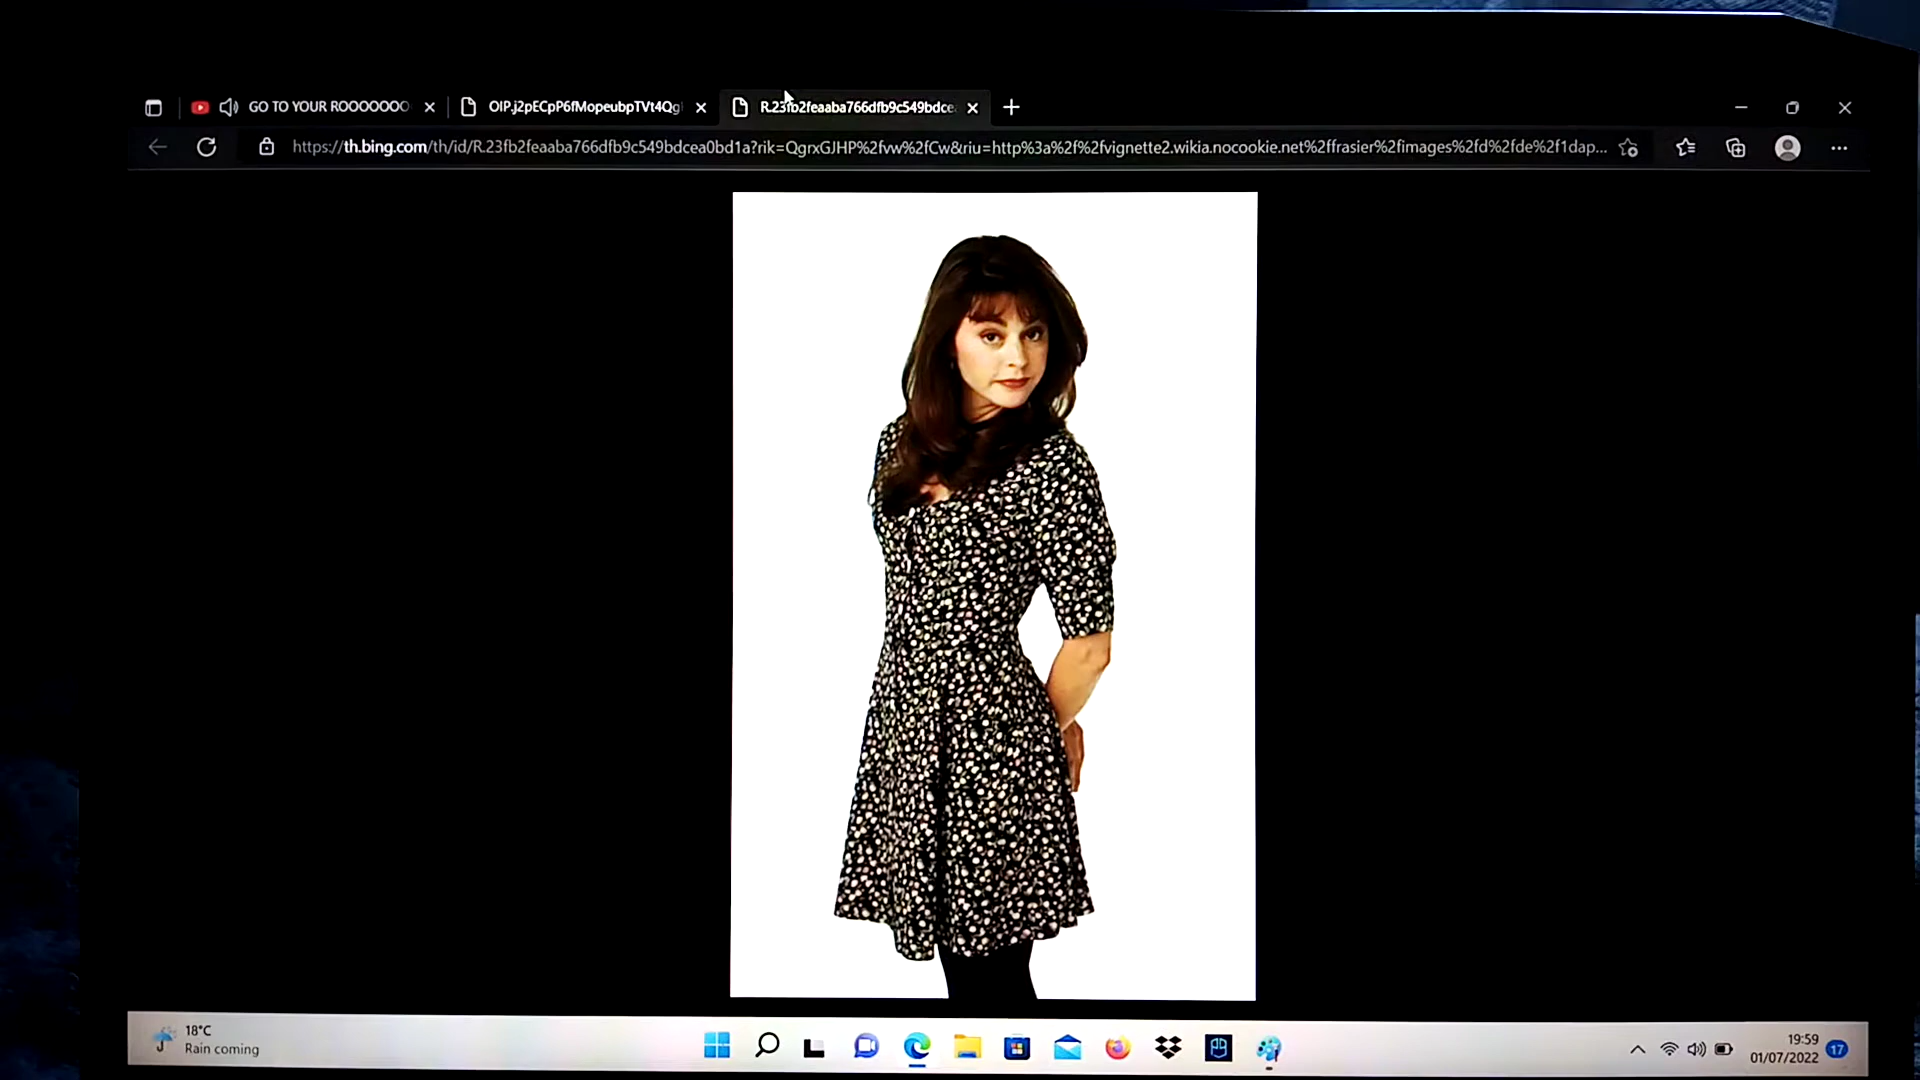 GO TO YOUR ROOOOOOO
OIP.j2pECpP6fMopeubpTVt4Qg
R.23fb2feaaba766dfb9c549bdcea
https://th.bing.com/th/id/R.23fb2feaaba766dfb9c549bdcea0bd1a?rik=QgrxGJHP%2fvw%2fCw&riu=http%3a%2f%2fvignette2.wikia.nocookie.net%2ffrasier%2fimages%2fd%2fde%2f1dap...
18°C
Rain coming
19:59
01/07/2022
17